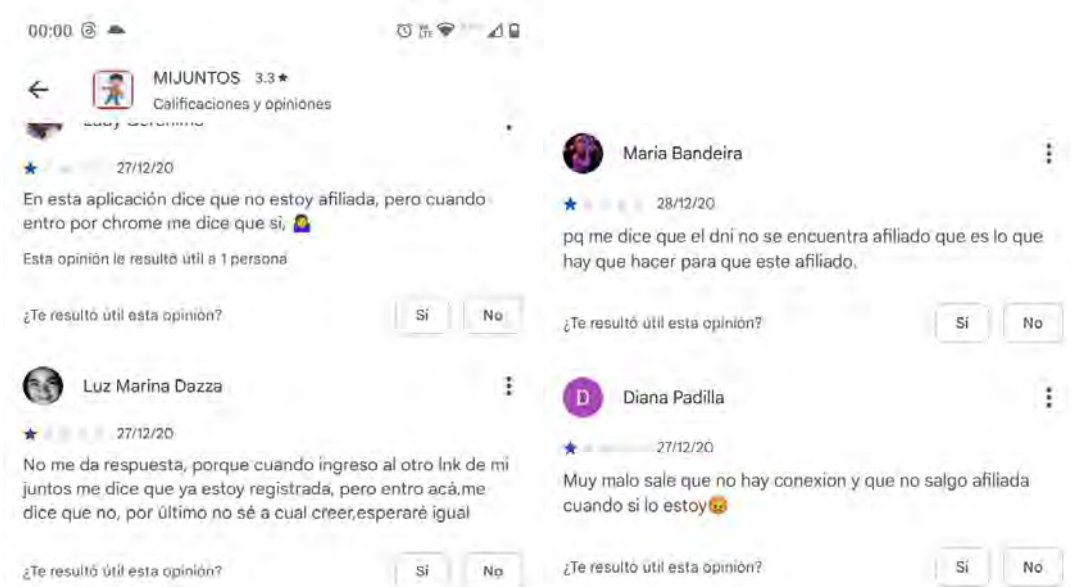 00:00
MIJUNTOS 3.3★
Calificaciones y opiniones
27/12/20
En esta aplicación dice que no estoy afiliada, pero cuando
entro por chrome me dice que si, 🤷‍♀️
Esta opinión le resultó útil a 1 persona
¿Te resultó útil esta opinión?
Sí No
Luz Marina Dazza
27/12/20
No me da respuesta, porque cuando ingreso al otro lnk de mi
juntos me dice que ya estoy registrada, pero entro acá,me
dice que no, por último no sé a cual creer,esperaré igual
¿Te resultó útil esta opinión?
Sí No
Maria Bandeira
28/12/20
pq me dice que el dni no se encuentra afiliado que es lo que
hay que hacer para que este afiliado.
¿Te resultó útil esta opinión?
Sí No
D
Diana Padilla
27/12/20
Muy malo sale que no hay conexion y que no salgo afiliada
cuando si lo estoy😡
¿Te resultó útil esta opinión?
Sí No